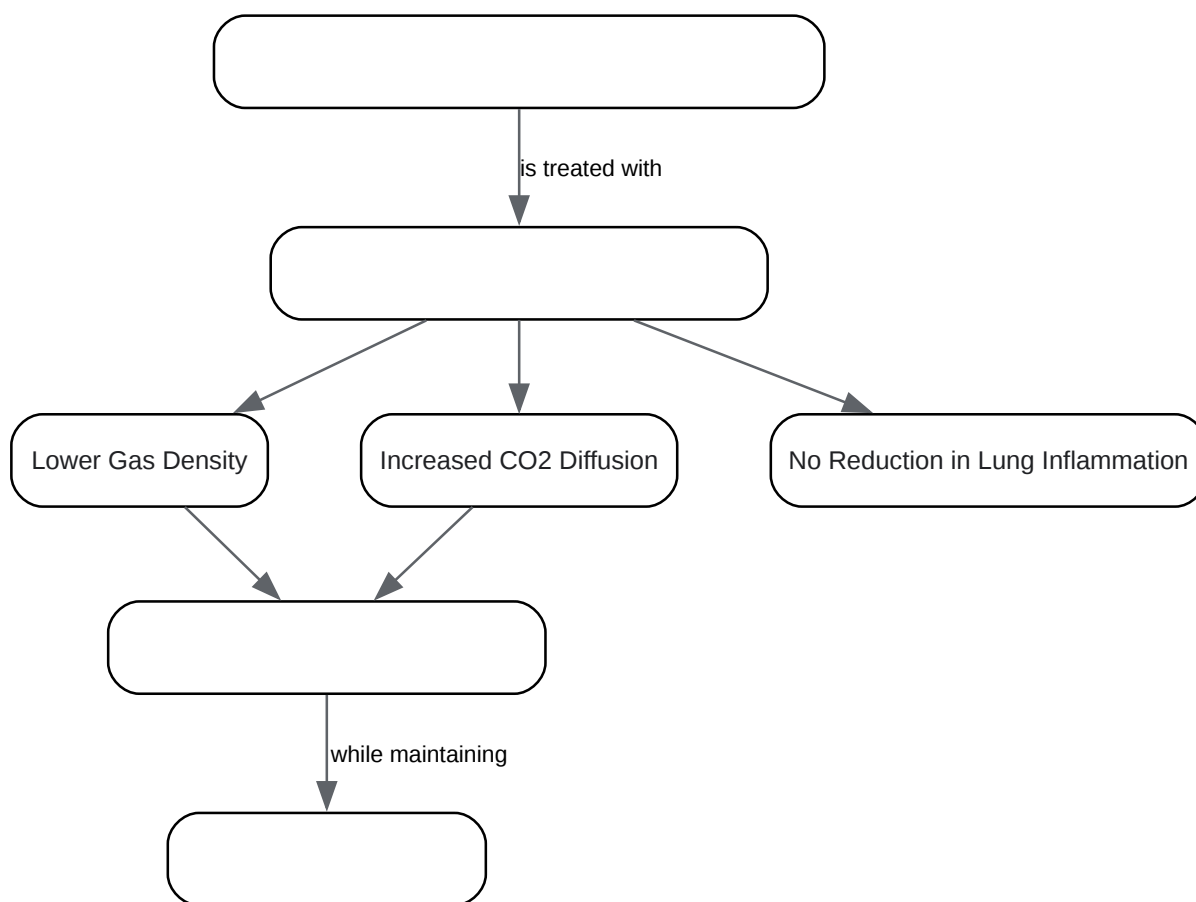 is treated with
Lower Gas Density
Increased CO2 Diffusion
No Reduction in Lung Inflammation
while maintaining